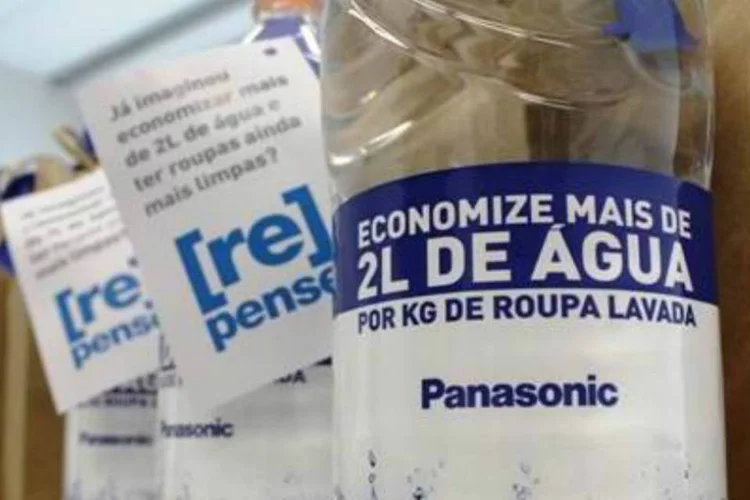 Já imaginou
economizar mais
de 2L de água e
ter roupas ainda
mais limpas?
[re]
pense
[re
pense
ECONOMIZE MAIS DE
2L DE ÁGUA
POR KG DE ROUPA LAVADA
Panasonic
Panasonic
Panasonic